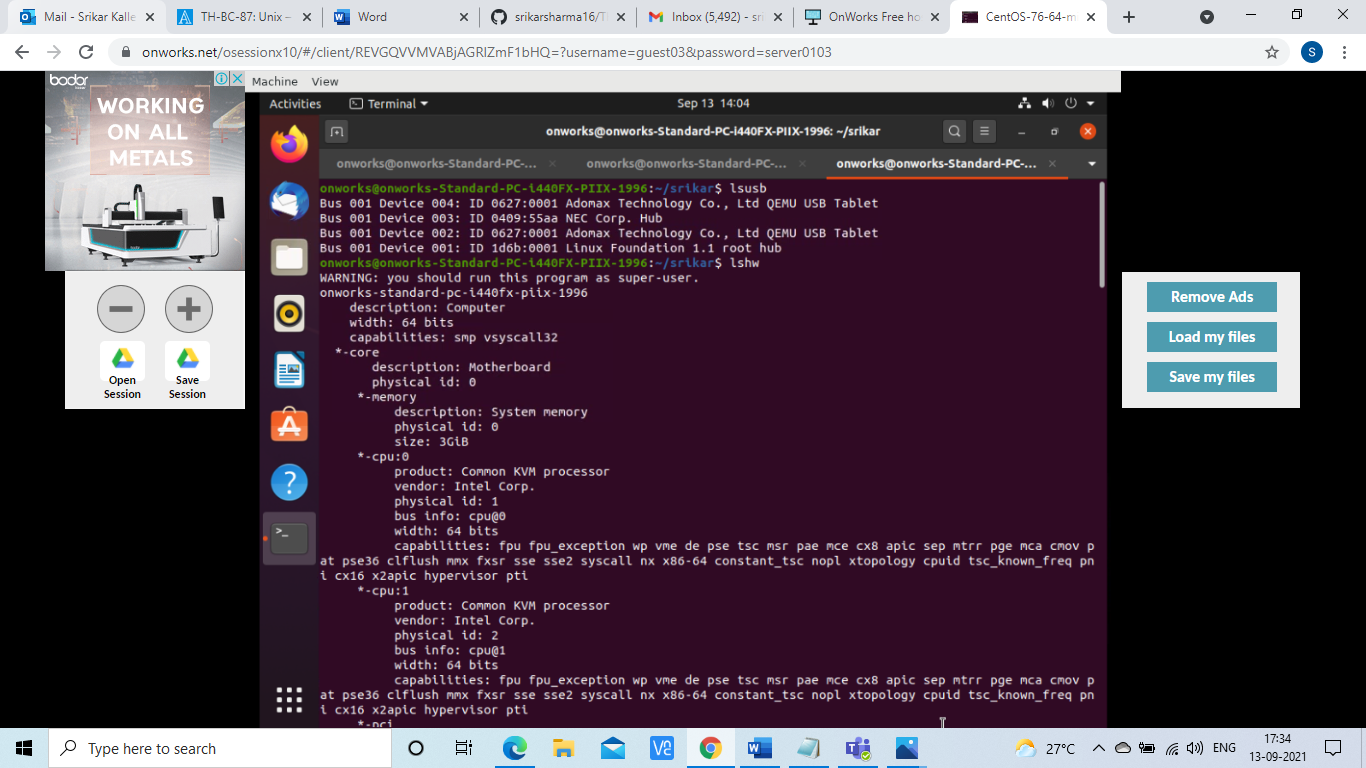 Mail - Srikar Kalle
TH-BC-87: Unix –
Word
srikarsharma16/T
Inbox (5,492) - sri
OnWorks Free ho
CentOS-76-64-m
onworks.net/osessionx10/#/client/REVGQVVMVABjAGRlZmF1bHQ=?username=guest03&password=server0103
S
bodor
WORKING
ON ALL
METALS
Open
Session
Save
Session
Machine View
Activities
Terminal
Sep 13 14:04
onworks@onworks-Standard-PC-i440FX-PIIX-1996: ~/srikar
onworks@onworks-Standard-PC-...
onworks@onworks-Standard-PC-...
onworks@onworks-Standard-PC-...
onworks@onworks-Standard-PC-i440FX-PIIX-1996:~/srikar$ lsusb
Bus 001 Device 004: ID 0627:0001 Adomax Technology Co., Ltd QEMU USB Tablet
Bus 001 Device 003: ID 0409:55aa NEC Corp. Hub
Bus 001 Device 002: ID 0627:0001 Adomax Technology Co., Ltd QEMU USB Tablet
Bus 001 Device 001: ID 1d6b:0001 Linux Foundation 1.1 root hub
onworks@onworks-Standard-PC-i440FX-PIIX-1996:~/srikar$ lshw
WARNING: you should run this program as super-user.
onworks-standard-pc-i440fx-piix-1996
description: Computer
width: 64 bits
capabilities: smp vsyscall32
*-core
description: Motherboard
physical id: 0
*-memory
description: System memory
physical id: 0
size: 3GiB
*-cpu:0
product: Common KVM processor
vendor: Intel Corp.
physical id: 1
bus info: cpu@0
width: 64 bits
capabilities: fpu fpu_exception wp vme de pse tsc msr pae mce cx8 apic sep mtrr pge mca cmov p
at pse36 clflush mmx fxsr sse sse2 syscall nx x86-64 constant_tsc nopl xtopology cpuid tsc_known_freq pn
i cx16 x2apic hypervisor pti
*-cpu:1
product: Common KVM processor
vendor: Intel Corp.
physical id: 2
bus info: cpu@1
width: 64 bits
capabilities: fpu fpu_exception wp vme de pse tsc msr pae mce cx8 apic sep mtrr pge mca cmov p
at pse36 clflush mmx fxsr sse sse2 syscall nx x86-64 constant_tsc nopl xtopology cpuid tsc_known_freq pn
i cx16 x2apic hypervisor pti
*-pci
Remove Ads
Load my files
Save my files
Type here to search
27°C
ENG
17:34
13-09-2021